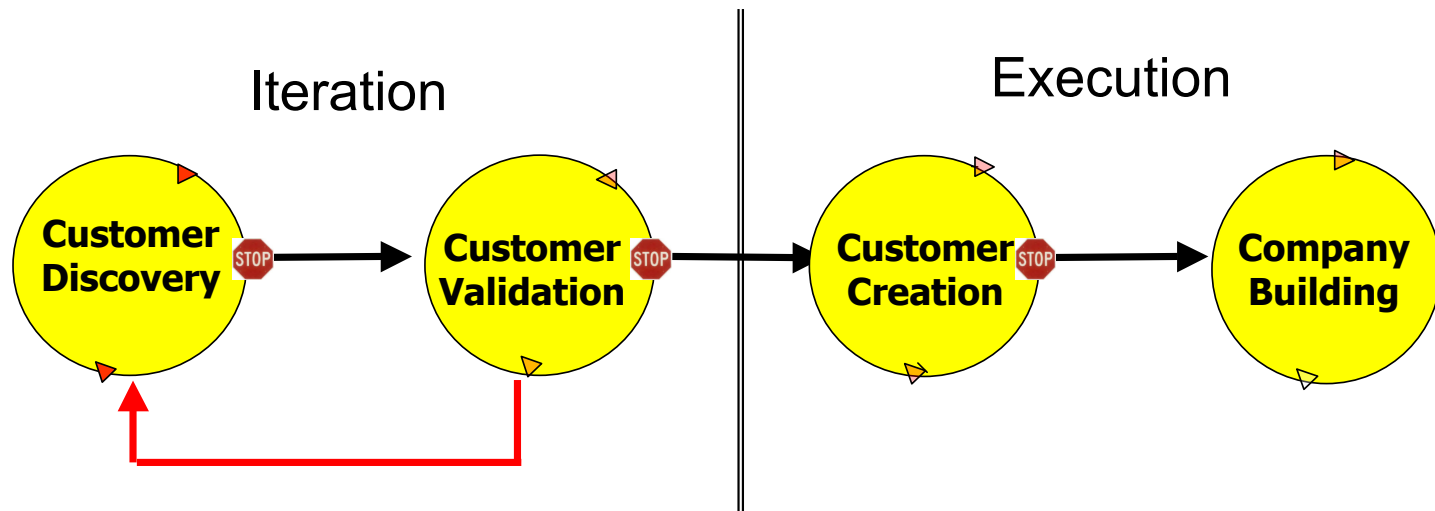 Iteration
Execution
Customer
Discovery
STOP
Customer
Validation
STOP
Customer
Creation
STOP
Company
Building